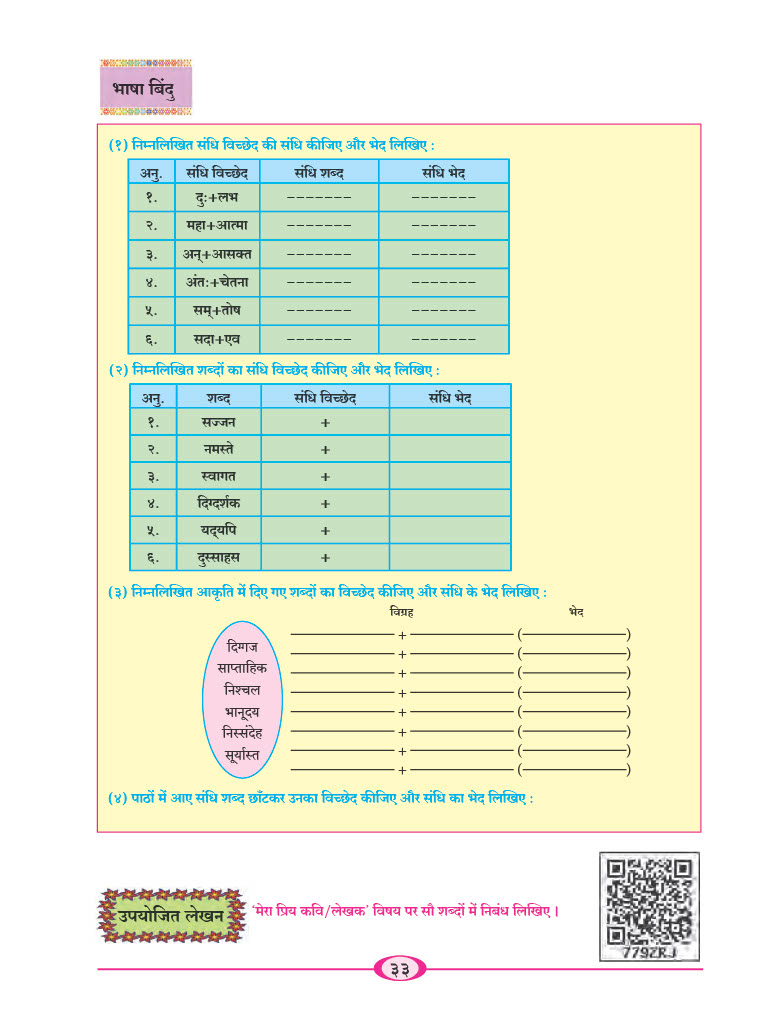 भाषा बिंदु
(१) निम्नलिखित संधि विच्छेद की संधि कीजिए और भेद लिखिए :
अनु. संधि विच्छेद संधि शब्द संधि भेद
१. दुः+लभ ------- -------
२. महा+आत्मा ------- -------
३. अन्+आसक्त ------- -------
४. अंतः+चेतना ------- -------
५. सम्+तोष ------- -------
६. सदा+एव ------- -------
(२) निम्नलिखित शब्दों का संधि विच्छेद कीजिए और भेद लिखिए :
अनु. शब्द संधि विच्छेद संधि भेद
१. सज्जन +
२. नमस्ते +
३. स्वागत +
४. दिग्दर्शक +
५. यद्‌यपि +
६. दुस्साहस +
(३) निम्नलिखित आकृति में दिए गए शब्दों का विच्छेद कीजिए और संधि के भेद लिखिए :
विग्रह भेद
दिग्गज
साप्ताहिक
निश्चल
भानूदय
निस्संदेह
सूर्यास्त
+ ( )
+ ( )
+ ( )
+ ( )
+ ( )
+ ( )
+ ( )
+ ( )
(४) पाठों में आए संधि शब्द छाँटकर उनका विच्छेद कीजिए और संधि का भेद लिखिए :
उपयोजित लेखन
‘मेरा प्रिय कवि/लेखक’ विषय पर सौ शब्दों में निबंध लिखिए ।
779ZRJ
३३